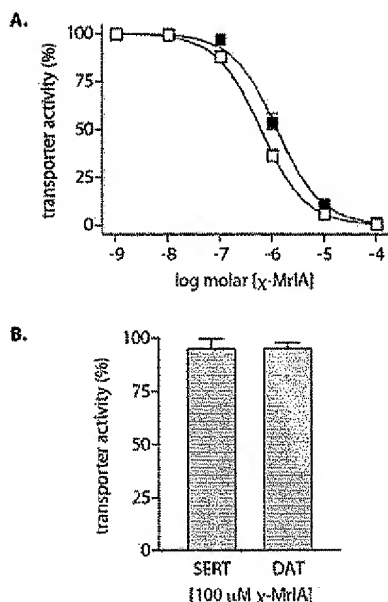 A.
100
75
50
25
0
transporter activity (%)
-9 -8 -7 -6 -5 -4
log molar [χ-MrIA]
B.
100
75
50
25
0
transporter activity (%)
SERT DAT
[100 uM χ-MrIA]